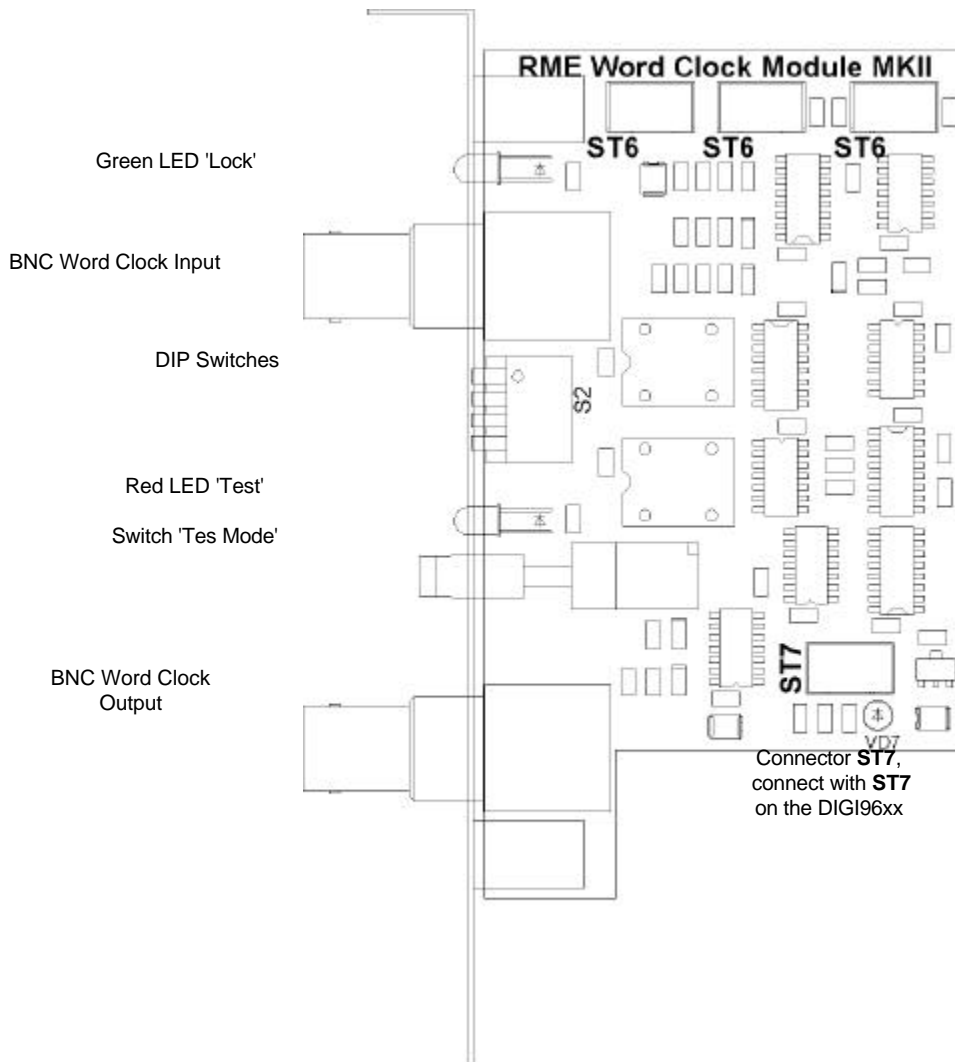 RME Word Clock Module MKII
ST6 ST6 ST6
Green LED 'Lock'
BNC Word Clock Input
DIP Switches
S2
Red LED 'Test'
Switch 'Tes Mode'
BNC Word Clock
Output
ST7
VD7
Connector ST7,
connect with ST7
on the DIGI96xx